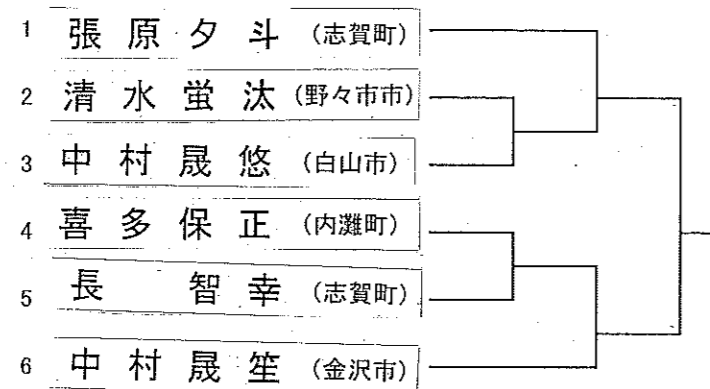 1 張原夕斗 (志賀町)
2 清水蛍汰 (野々市市)
3 中村晟悠 (白山市)
4 喜多保正 (内灘町)
5 長 智幸 (志賀町)
6 中村晟笙 (金沢市)